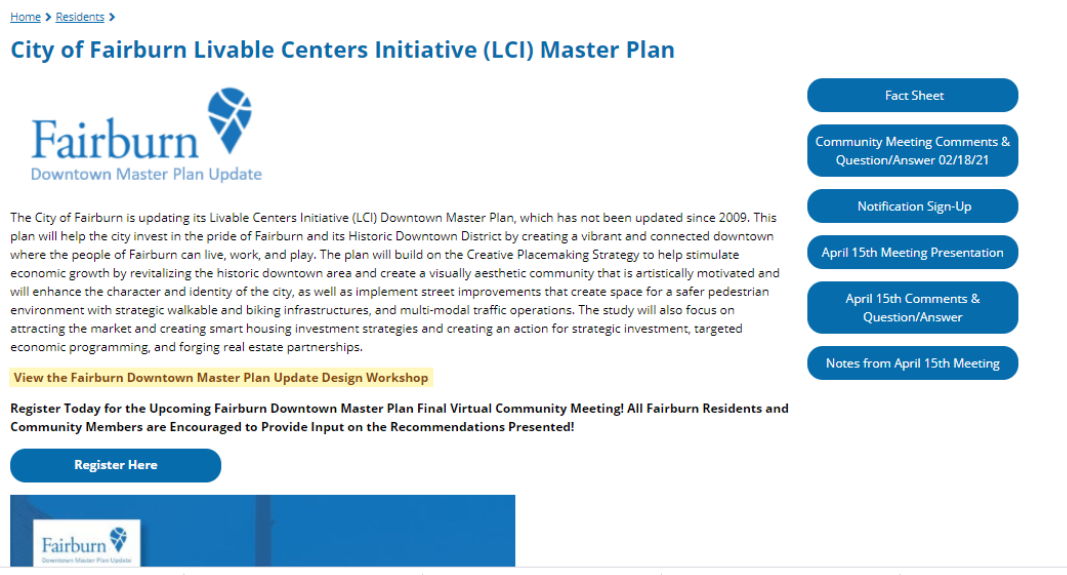 Home > Residents >
City of Fairburn Livable Centers Initiative (LCI) Master Plan
Fairburn
Downtown Master Plan Update
The City of Fairburn is updating its Livable Centers Initiative (LCI) Downtown Master Plan, which has not been updated since 2009. This
plan will help the city invest in the pride of Fairburn and its Historic Downtown District by creating a vibrant and connected downtown
where the people of Fairburn can live, work, and play. The plan will build on the Creative Placemaking Strategy to help stimulate
economic growth by revitalizing the historic downtown area and create a visually aesthetic community that is artistically motivated and
will enhance the character and identity of the city, as well as implement street improvements that create space for a safer pedestrian
environment with strategic walkable and biking infrastructures, and multi-modal traffic operations. The study will also focus on
attracting the market and creating smart housing investment strategies and creating an action for strategic investment, targeted
economic programming, and forging real estate partnerships.
View the Fairburn Downtown Master Plan Update Design Workshop
Register Today for the Upcoming Fairburn Downtown Master Plan Final Virtual Community Meeting! All Fairburn Residents and
Community Members are Encouraged to Provide Input on the Recommendations Presented!
Register Here
Fairburn
Downtown Master Plan Update
Fact Sheet
Community Meeting Comments &
Question/Answer 02/18/21
Notification Sign-Up
April 15th Meeting Presentation
April 15th Comments &
Question/Answer
Notes from April 15th Meeting